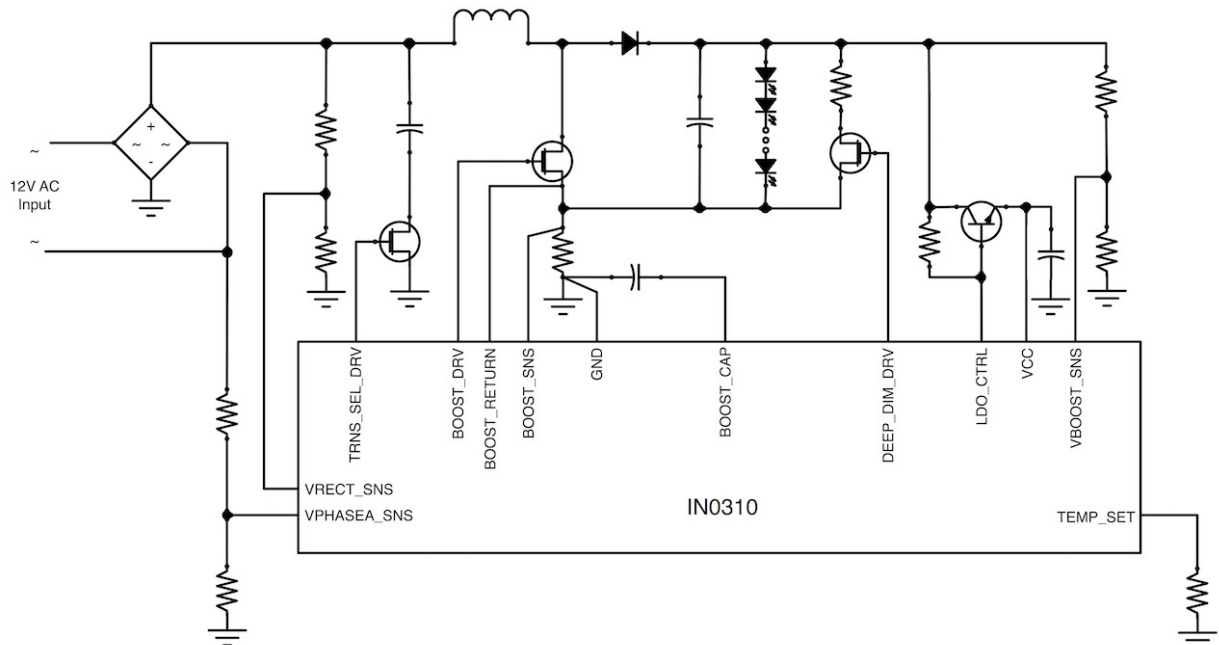 ~
12V AC
Input
~
+
~ ~
-
TRNS_SEL_DRV
BOOST_DRV
BOOST_RETURN
BOOST_SNS
GND
BOOST_CAP
DEEP_DIM_DRV
LDO_CTRL
VCC
VBOOST_SNS
VRECT_SNS
VPHASEA_SNS
IN0310
TEMP_SET